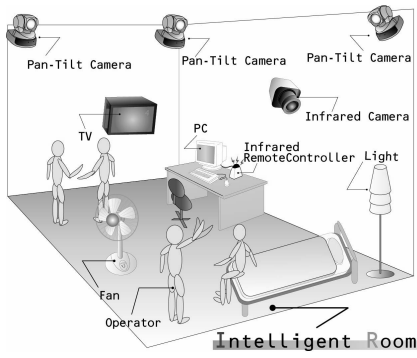 Pan-Tilt Camera
Pan-Tilt Camera
Pan-Tilt Camera
Infrared Camera
TV
PC
Infrared
RemoteController
Light
Fan
Operator
Intelligent Room